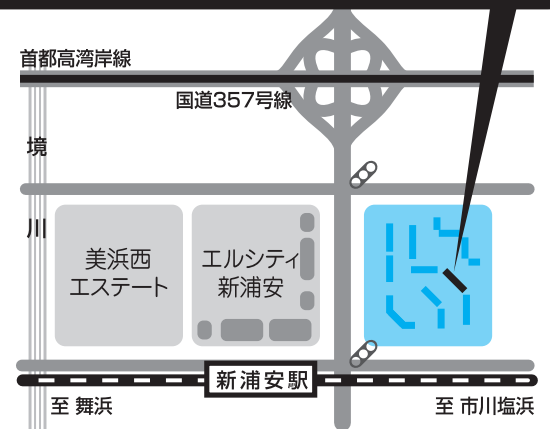 首都高湾岸線
国道357号線
境川
美浜西
エステート
エルシティ
新浦安
新浦安駅
至 舞浜
至 市川塩浜